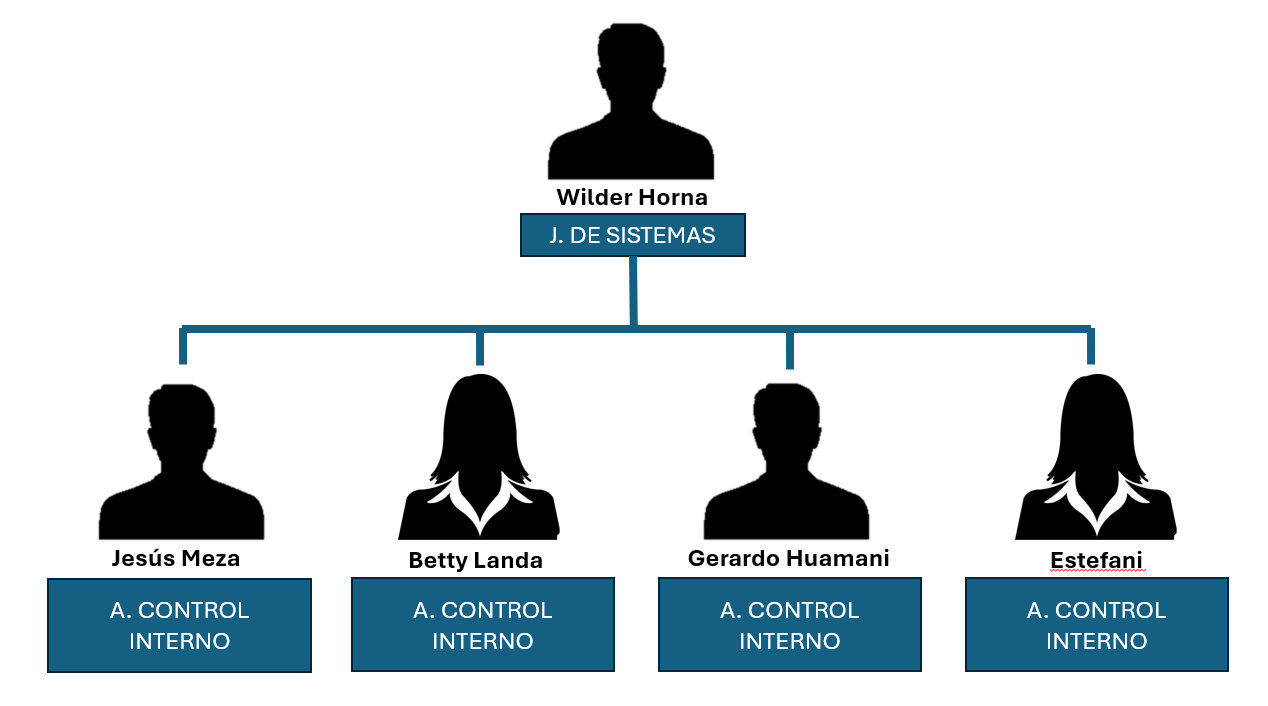 Wilder Horna
J. DE SISTEMAS
Jesús Meza
A. CONTROL
INTERNO
Betty Landa
A. CONTROL
INTERNO
Gerardo Huamani
A. CONTROL
INTERNO
Estefani
A. CONTROL
INTERNO